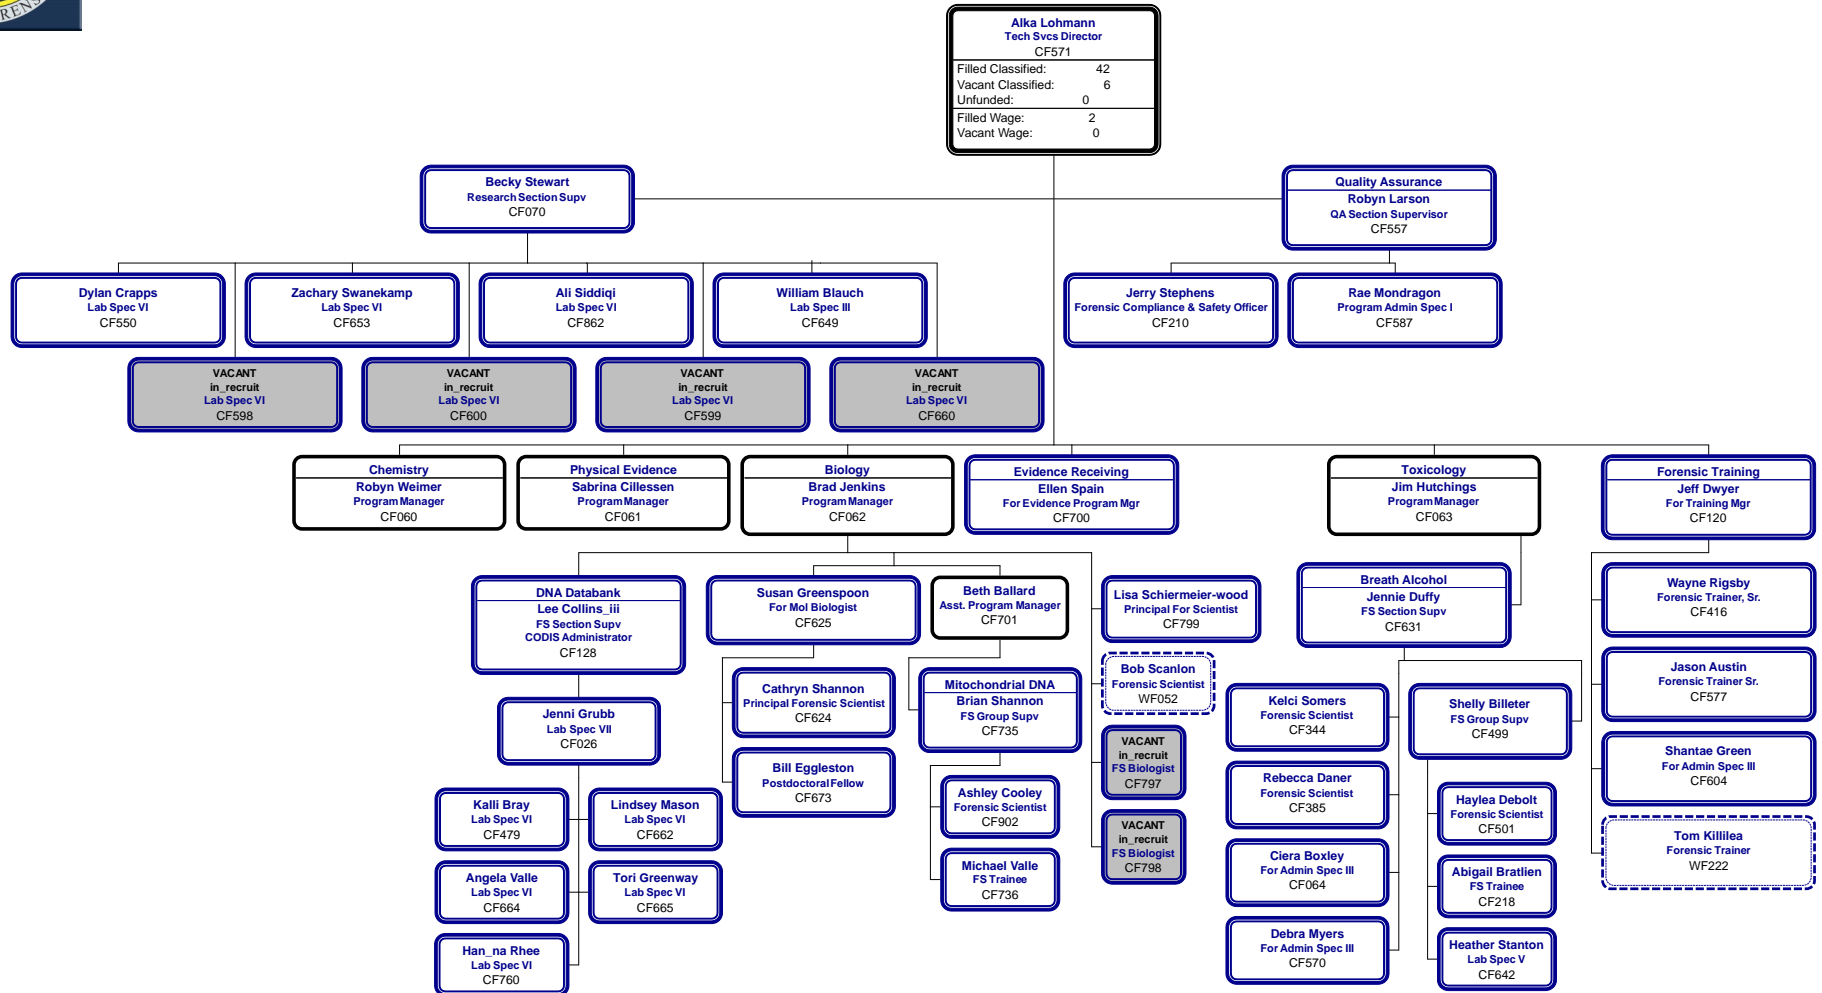 RENS
Alka Lohmann
Tech Svcs Director
CF571
Filled Classified: 42
Vacant Classified: 6
Unfunded: 0
Filled Wage: 2
Vacant Wage: 0
Becky Stewart
Research Section Supv
CF070
Quality Assurance
Robyn Larson
QA Section Supervisor
CF557
Dylan Crapps
Lab Spec VI
CF550
Zachary Swanekamp
Lab Spec VI
CF653
Ali Siddiqi
Lab Spec VI
CF862
William Blauch
Lab Spec III
CF649
Jerry Stephens
Forensic Compliance & Safety Officer
CF210
Rae Mondragon
Program Admin Spec I
CF587
VACANT
in_recruit
Lab Spec VI
CF598
VACANT
in_recruit
Lab Spec VI
CF600
VACANT
in_recruit
Lab Spec VI
CF599
VACANT
in_recruit
Lab Spec VI
CF660
Chemistry
Robyn Weimer
Program Manager
CF060
Physical Evidence
Sabrina Cillessen
Program Manager
CF061
Biology
Brad Jenkins
Program Manager
CF062
Evidence Receiving
Ellen Spain
For Evidence Program Mgr
CF700
Toxicology
Jim Hutchings
Program Manager
CF063
Forensic Training
Jeff Dwyer
For Training Mgr
CF120
DNA Databank
Lee Collins_iii
FS Section Supv
CODIS Administrator
CF128
Susan Greenspoon
For Mol Biologist
CF625
Beth Ballard
Asst. Program Manager
CF701
Lisa Schiermeier-wood
Principal For Scientist
CF799
Breath Alcohol
Jennie Duffy
FS Section Supv
CF631
Wayne Rigsby
Forensic Trainer, Sr.
CF416
Jenni Grubb
Lab Spec VII
CF026
Cathryn Shannon
Principal Forensic Scientist
CF624
Mitochondrial DNA
Brian Shannon
FS Group Supv
CF735
Bob Scanlon
Forensic Scientist
WF052
Kelci Somers
Forensic Scientist
CF344
Shelly Billeter
FS Group Supv
CF499
Jason Austin
Forensic Trainer Sr.
CF577
Bill Eggleston
Postdoctoral Fellow
CF673
VACANT
in_recruit
FS Biologist
CF797
Rebecca Daner
Forensic Scientist
CF385
Shantae Green
For Admin Spec III
CF604
Kalli Bray
Lab Spec VI
CF479
Lindsey Mason
Lab Spec VI
CF662
Ashley Cooley
Forensic Scientist
CF902
VACANT
in_recruit
FS Biologist
CF798
Haylea Debolt
Forensic Scientist
CF501
Tom Killilea
Forensic Trainer
WF222
Angela Valle
Lab Spec VI
CF664
Tori Greenway
Lab Spec VI
CF665
Michael Valle
FS Trainee
CF736
Ciera Boxley
For Admin Spec III
CF064
Abigail Bratlien
FS Trainee
CF218
Han_na Rhee
Lab Spec VI
CF760
Debra Myers
For Admin Spec III
CF570
Heather Stanton
Lab Spec V
CF642